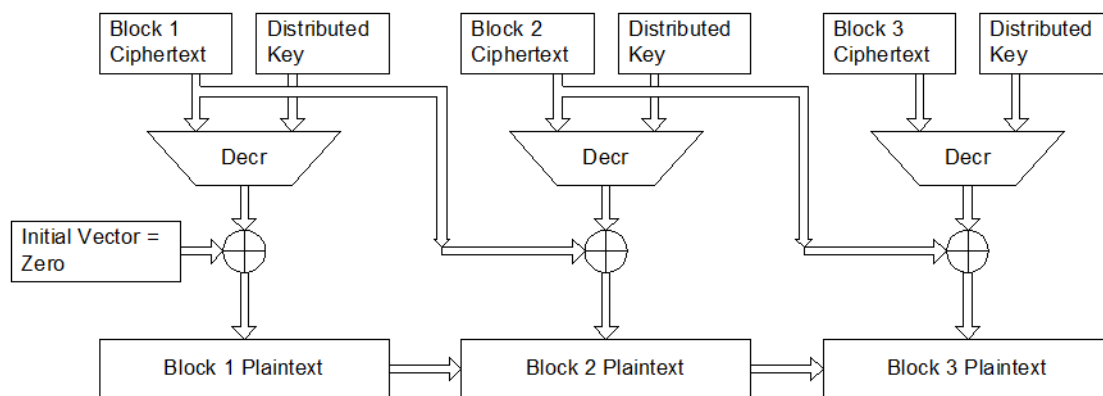 Block 1
Ciphertext
Distributed
Key
Block 2
Ciphertext
Distributed
Key
Block 3
Ciphertext
Distributed
Key
Decr
Decr
Decr
Initial Vector =
Zero
Block 1 Plaintext
Block 2 Plaintext
Block 3 Plaintext